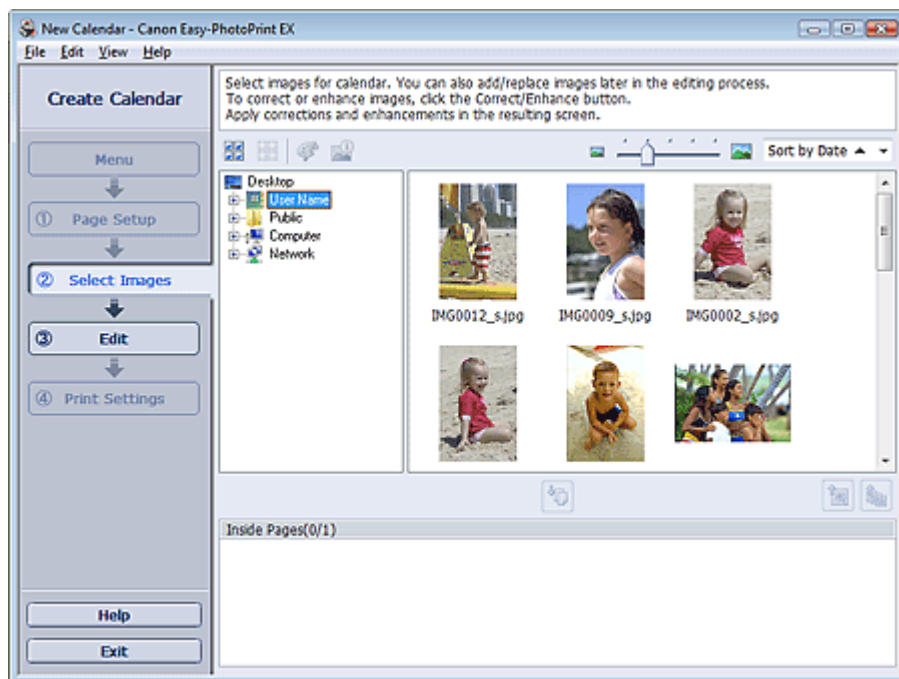 New Calendar - Canon Easy-PhotoPrint EX
File Edit View Help
Create Calendar
Menu
① Page Setup
② Select Images
③ Edit
④ Print Settings
Help
Exit
Select images for calendar. You can also add/replace images later in the editing process.
To correct or enhance images, click the Correct/Enhance button.
Apply corrections and enhancements in the resulting screen.
Sort by Date
Desktop
User Name
Public
Computer
Network
IMG0012_s.jpg IMG0009_s.jpg IMG0002_s.jpg
Inside Pages(0/1)